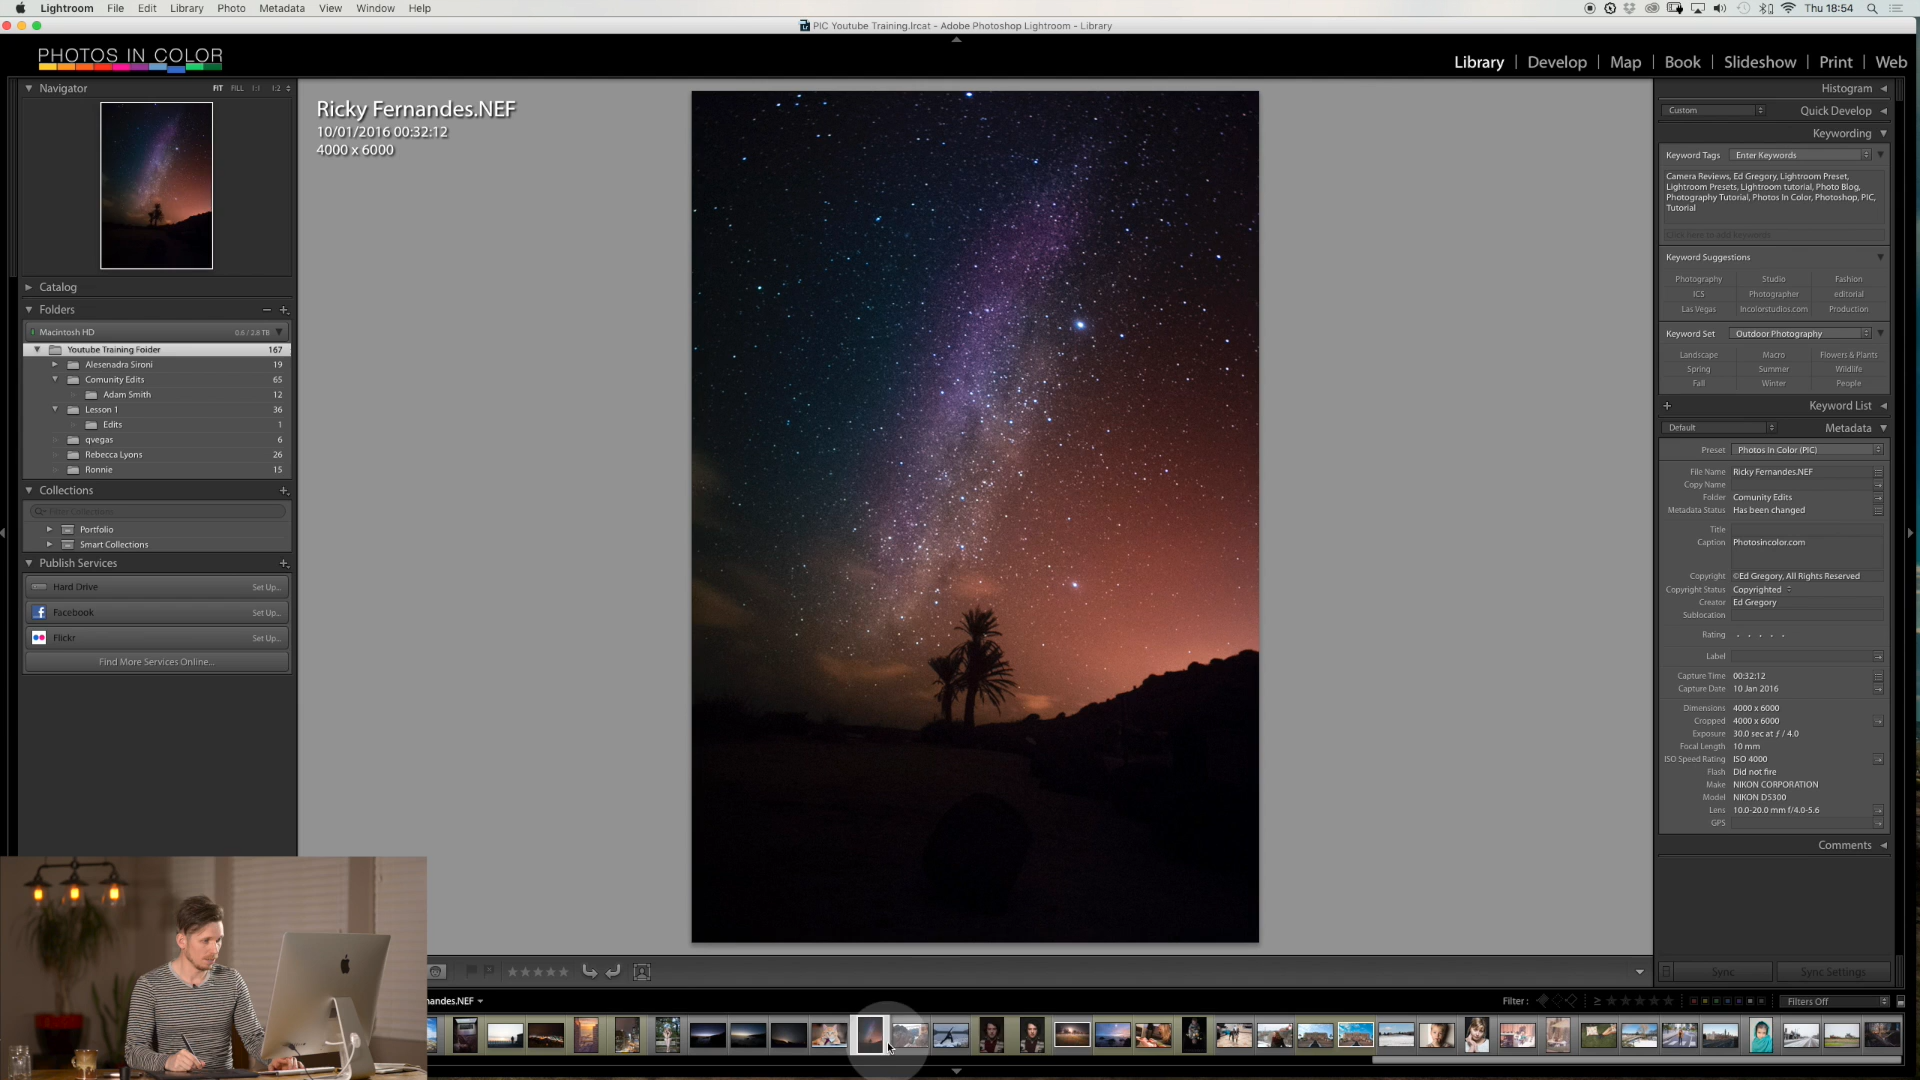 Lightroom File Edit Library Photo Metadata View Window Help
Thu 18:54
PIC Youtube Training.lrcat - Adobe Photoshop Lightroom - Library
PHOTOS IN COLOR
Library | Develop | Map | Book | Slideshow | Print | Web
Navigator FIT FILL 1:1 1:2
Catalog
Folders
Macintosh HD 0.6 / 2.8 TB
Youtube Training Folder 167
Alesenadra Sironi 19
Comunity Edits 65
Adam Smith 12
Lesson 1 36
Edits 1
qvegas 6
Rebecca Lyons 26
Ronnie 15
Collections
Filter Collections
Portfolio
Smart Collections
Publish Services
Hard Drive Set Up...
Facebook Set Up...
Flickr Set Up...
Find More Services Online...
Ricky Fernandes.NEF
10/01/2016 00:32:12
4000 x 6000
Histogram
Custom Quick Develop
Keywording
Keyword Tags Enter Keywords
Camera Reviews, Ed Gregory, Lightroom Preset,
Lightroom Presets, Lightroom tutorial, Photo Blog,
Photography Tutorial, Photos In Color, Photoshop, PIC,
Tutorial
Click here to add keywords
Keyword Suggestions
Photography Studio Fashion
ICS Photographer editorial
Las Vegas Incolorstudios.com Production
Keyword Set Outdoor Photography
Landscape Macro Flowers & Plants
Spring Summer Wildlife
Fall Winter People
Keyword List
Default Metadata
Preset Photos In Color (PIC)
File Name Ricky Fernandes.NEF
Copy Name
Folder Comunity Edits
Metadata Status Has been changed
Title
Caption Photosincolor.com
Copyright ©Ed Gregory, All Rights Reserved
Copyright Status Copyrighted
Creator Ed Gregory
Sublocation
Rating
Label
Capture Time 00:32:12
Capture Date 10 Jan 2016
Dimensions 4000 x 6000
Cropped 4000 x 6000
Exposure 30.0 sec at ƒ / 4.0
Focal Length 10 mm
ISO Speed Rating ISO 4000
Flash Did not fire
Make NIKON CORPORATION
Model NIKON D5300
Lens 10.0-20.0 mm f/4.0-5.6
GPS
Comments
Sync Sync Settings
nandes.NEF
Filter : Filters Off